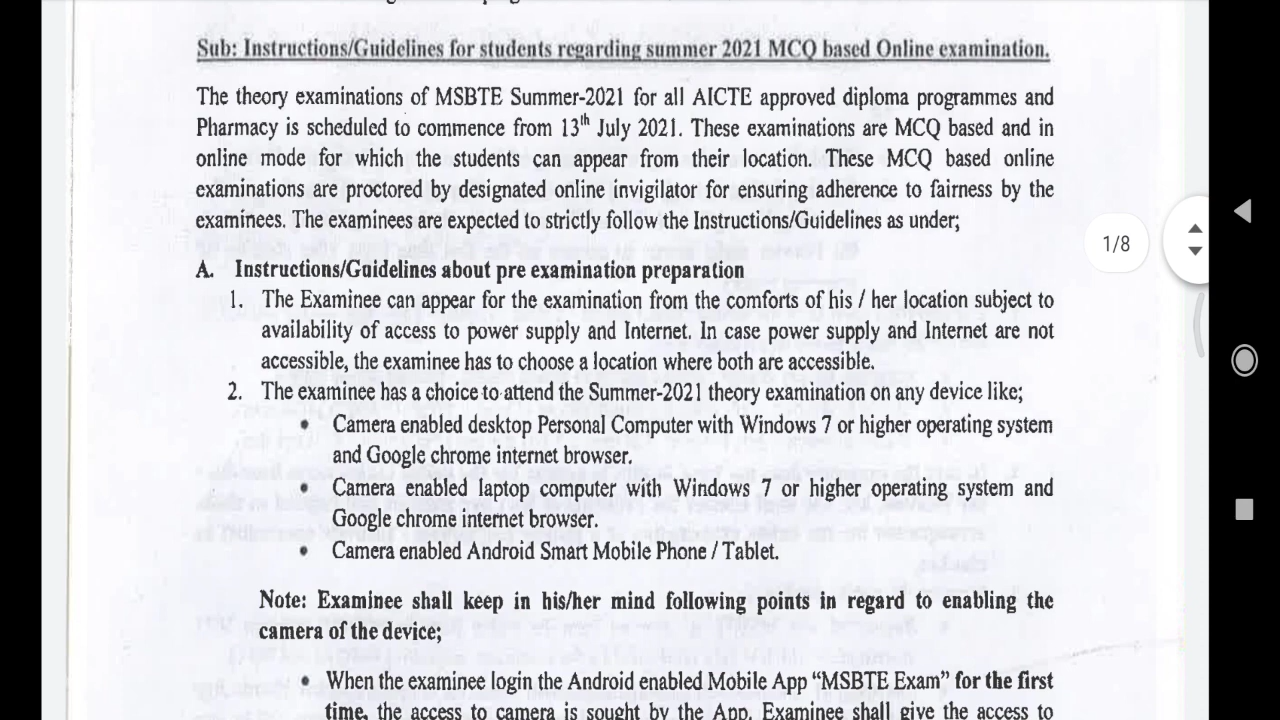 Sub: Instructions/Guidelines for students regarding summer 2021 MCQ based Online examination.
The theory examinations of MSBTE Summer-2021 for all AICTE approved diploma programmes and
Pharmacy is scheduled to commence from 13th July 2021. These examinations are MCQ based and in
online mode for which the students can appear from their location. These MCQ based online
examinations are proctored by designated online invigilator for ensuring adherence to fairness by the
examinees. The examinees are expected to strictly follow the Instructions/Guidelines as under;
1/8
A. Instructions/Guidelines about pre examination preparation
1. The Examinee can appear for the examination from the comforts of his / her location subject to
availability of access to power supply and Internet. In case power supply and Internet are not
accessible, the examinee has to choose a location where both are accessible.
2. The examinee has a choice to attend the Summer-2021 theory examination on any device like;
• Camera enabled desktop Personal Computer with Windows 7 or higher operating system
and Google chrome internet browser.
• Camera enabled laptop computer with Windows 7 or higher operating system and
Google chrome internet browser.
• Camera enabled Android Smart Mobile Phone / Tablet.
Note: Examinee shall keep in his/her mind following points in regard to enabling the
camera of the device;
• When the examinee login the Android enabled Mobile App “MSBTE Exam” for the first
time, the access to camera is sought by the App. Examinee shall give the access to